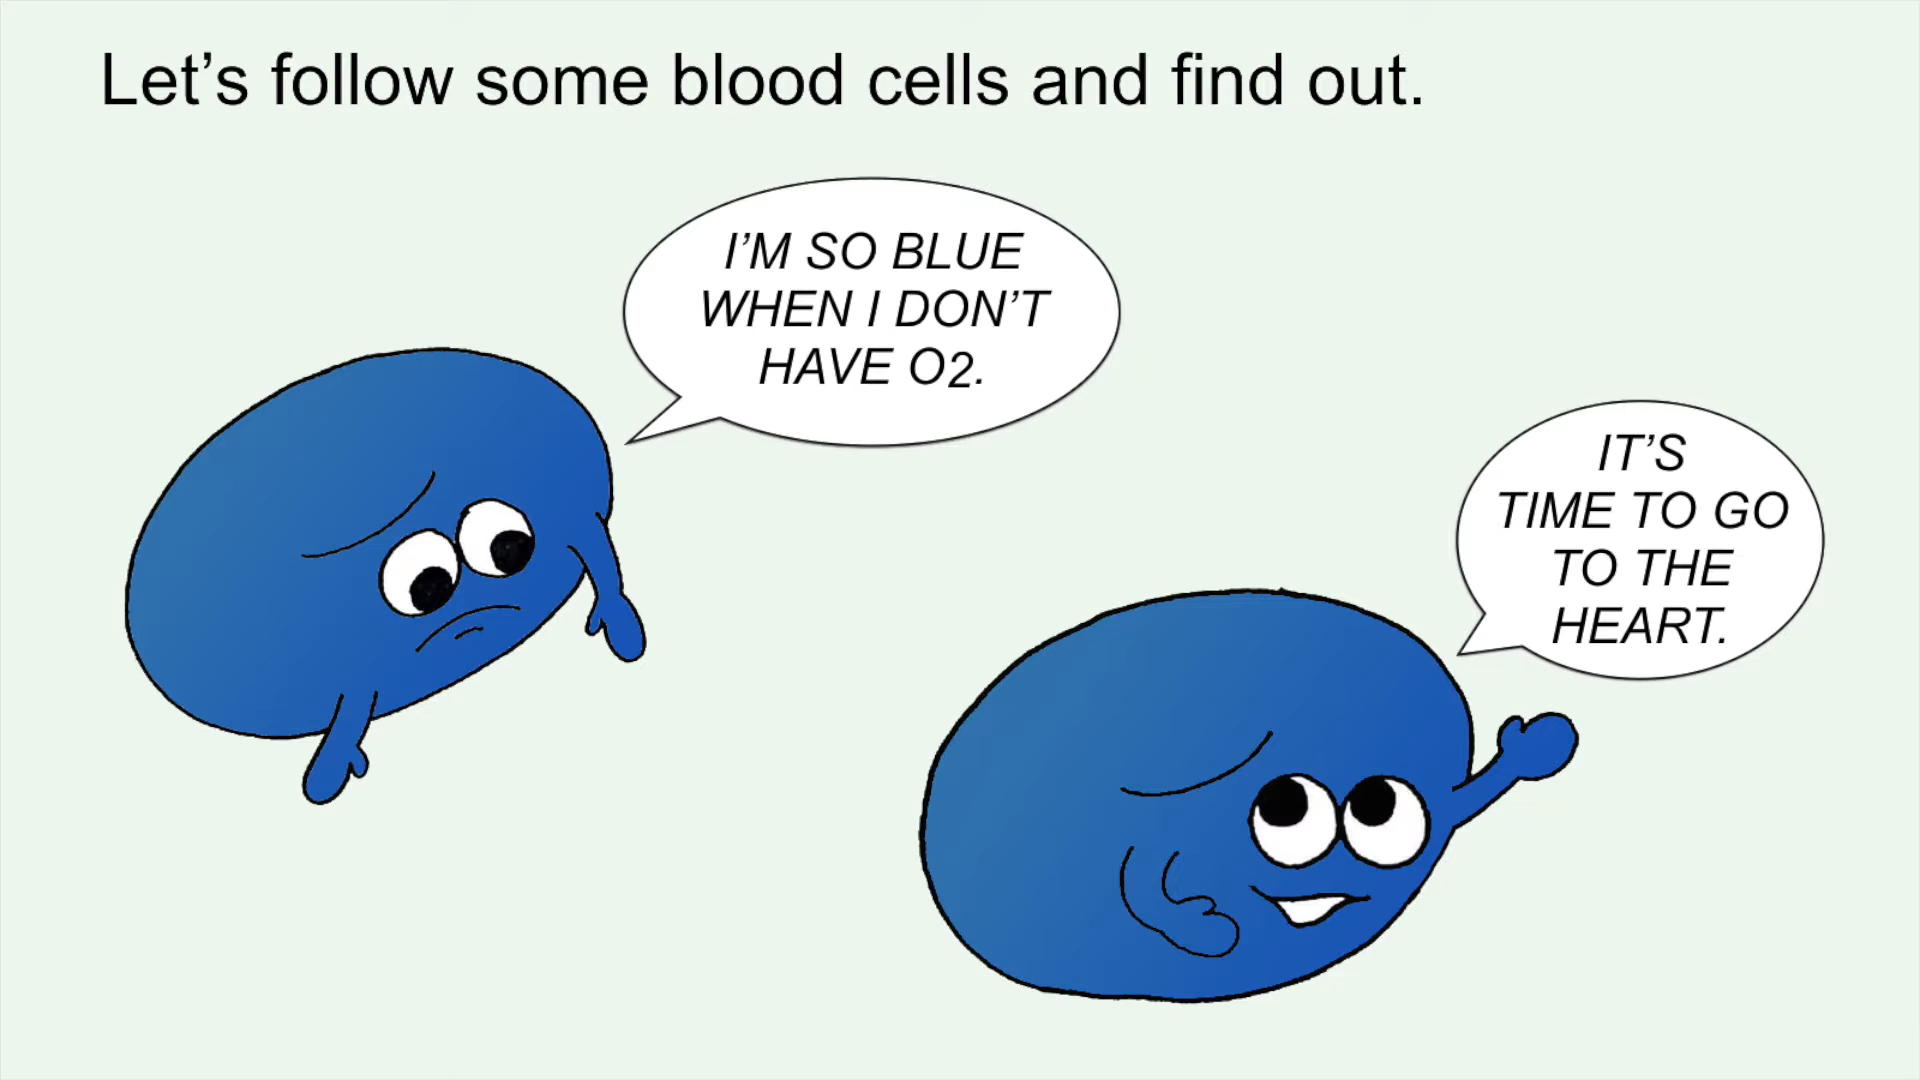 Let’s follow some blood cells and find out.
I’M SO BLUE
WHEN I DON’T
HAVE O2.
IT’S
TIME TO GO
TO THE
HEART.